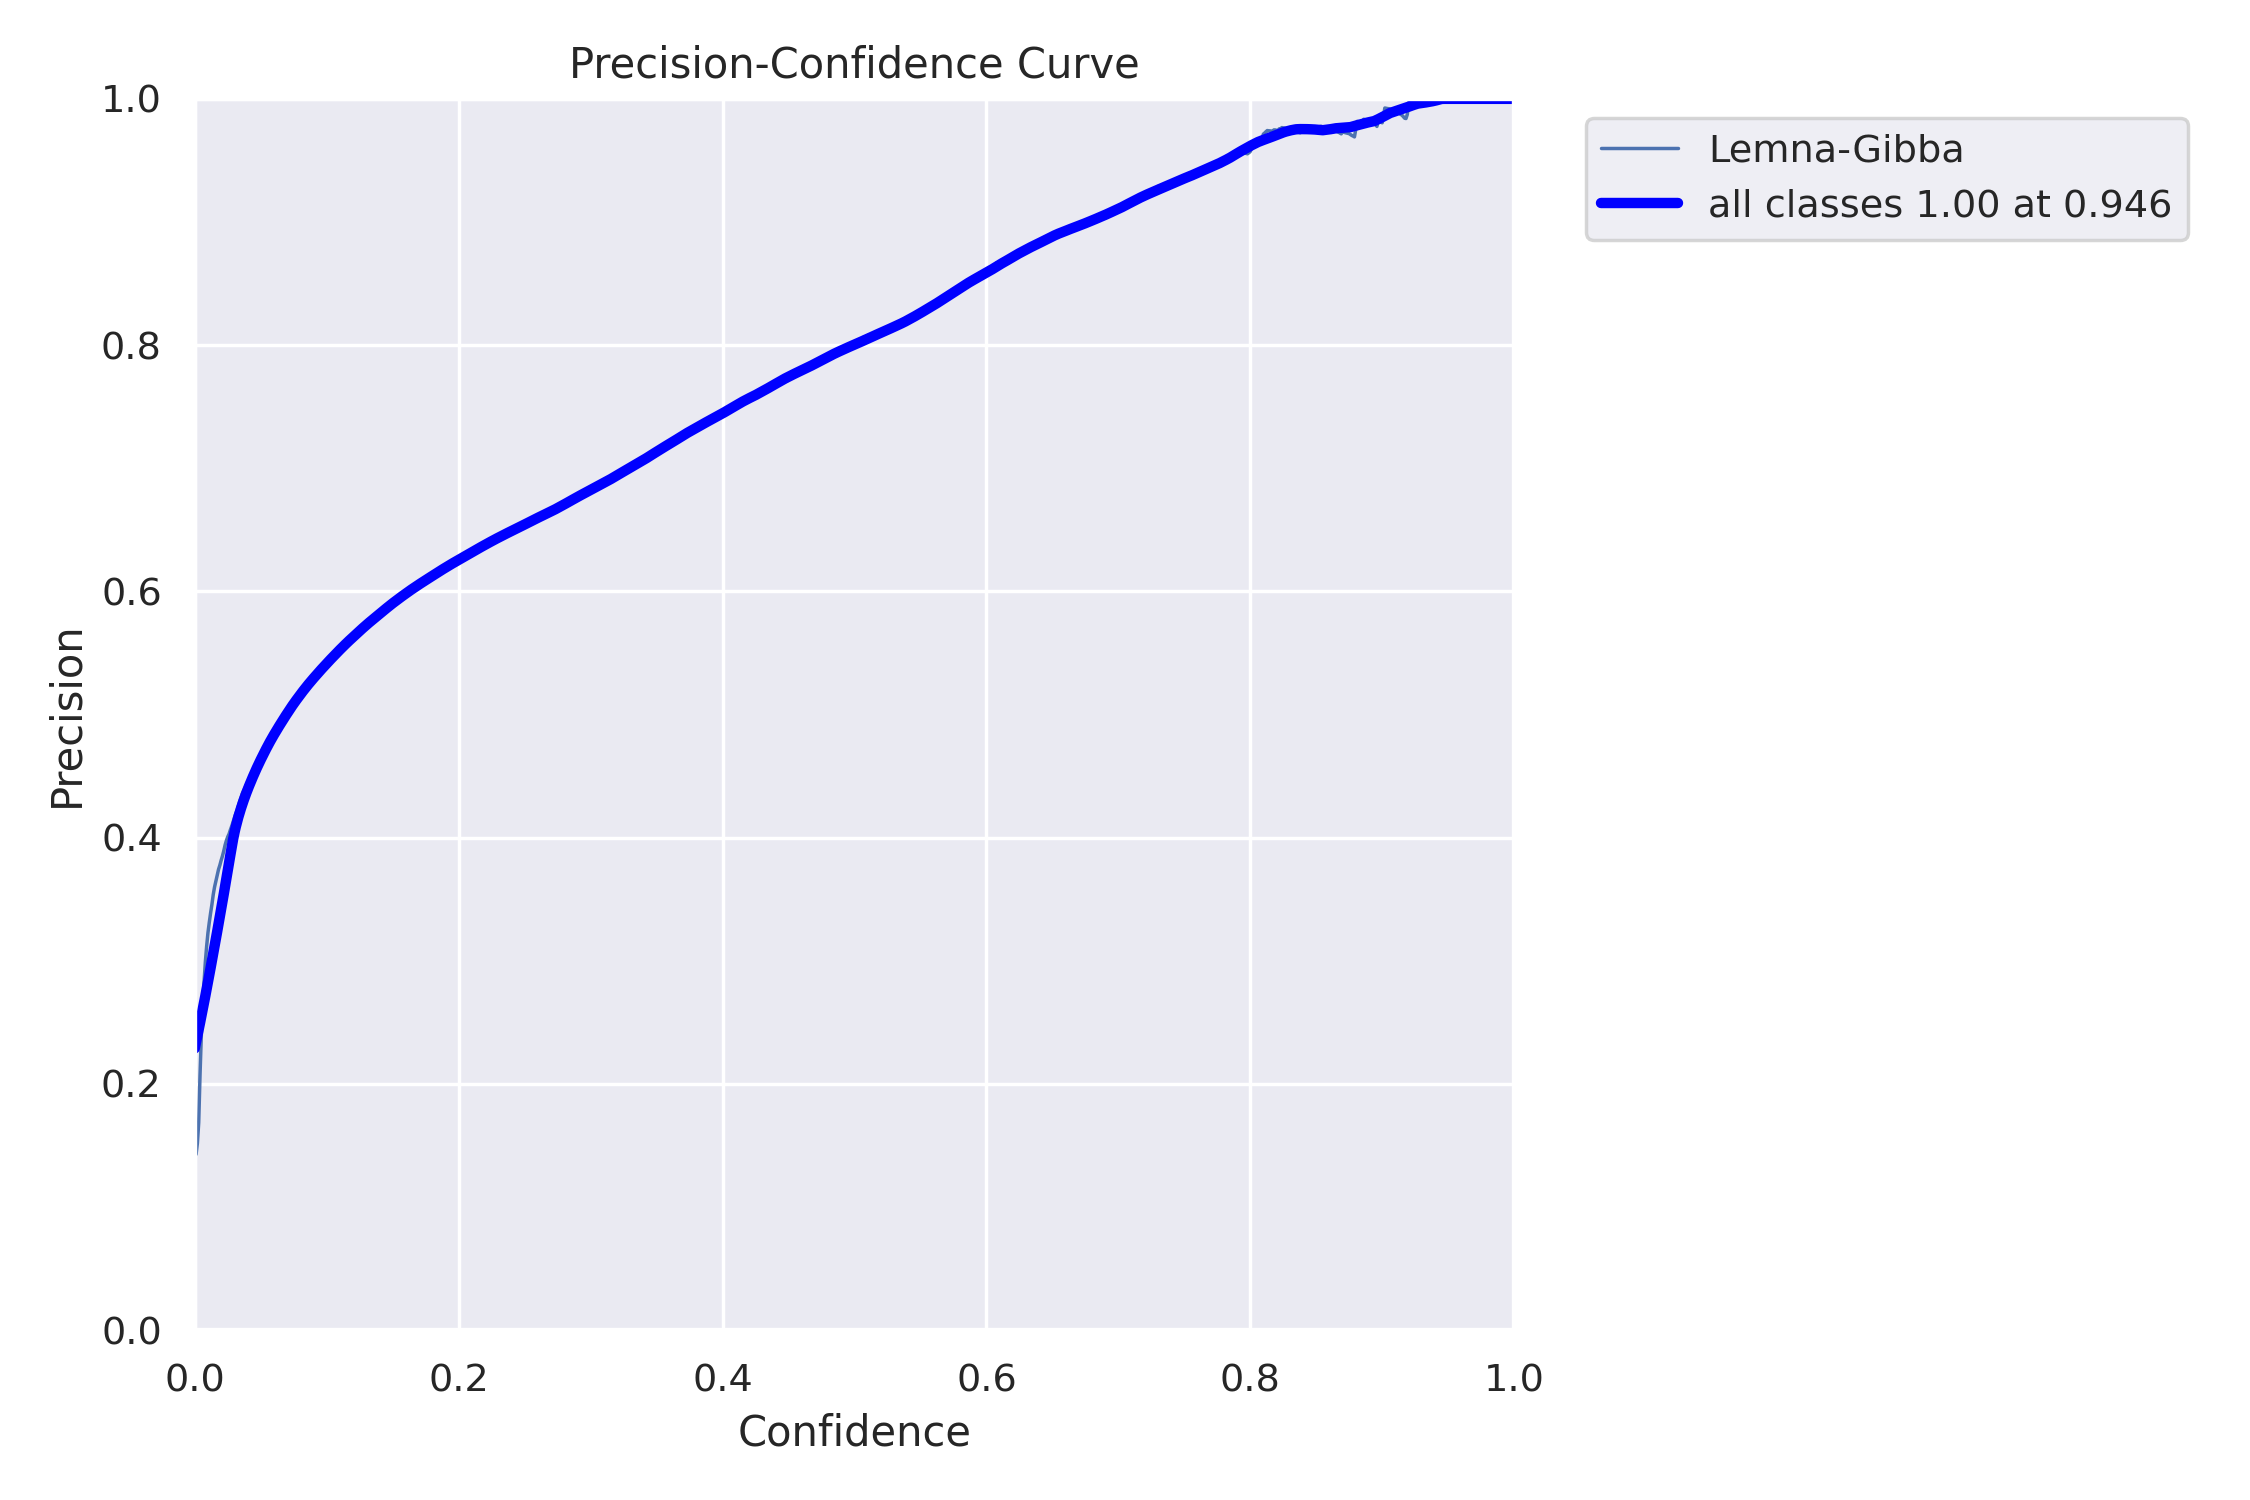 Precision-Confidence Curve
1.0
0.8
0.6
0.4
0.2
0.0
Precision
0.0 0.2 0.4 0.6 0.8 1.0
Confidence
Lemna-Gibba
all classes 1.00 at 0.946